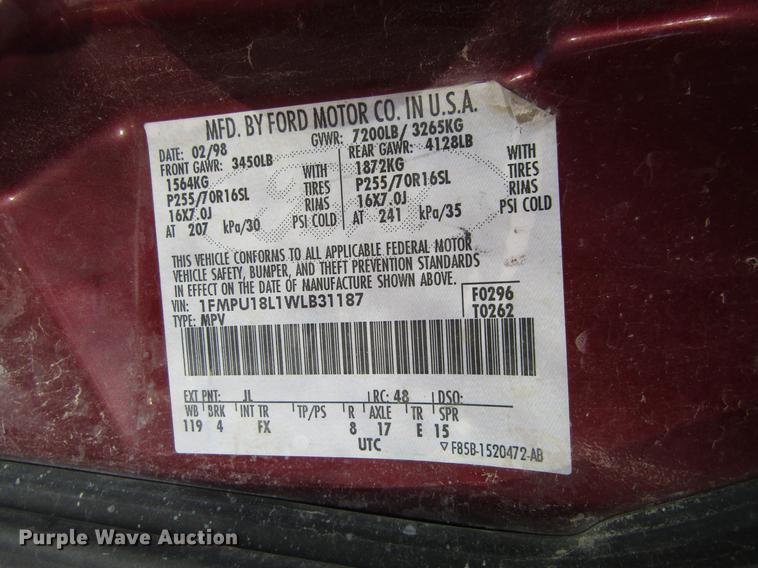 MFD. BY FORD MOTOR CO. IN U.S.A.
DATE: 02/98 GVWR: 7200LB/ 3265KG
FRONT GAWR: 3450LB REAR GAWR: 4128LB
1564KG WITH 1872KG WITH
P255/70R16SL TIRES P255/70R16SL TIRES
16X7.0J RIMS 16X7.0J RIMS
AT 207 kPa/30 PSI COLD AT 241 kPa/35 PSI COLD
THIS VEHICLE CONFORMS TO ALL APPLICABLE FEDERAL MOTOR
VEHICLE SAFETY, BUMPER, AND THEFT PREVENTION STANDARDS
IN EFFECT ON THE DATE OF MANUFACTURE SHOWN ABOVE.
VIN: 1FMPU18L1WLB31187 F0296
TYPE: MPV T0262
EXT PNT: JL RC: 48 DSO:
WB BRK INT TR TP/PS R AXLE TR SPR
119 4 FX 8 17 E 15
UTC ▽F85B-1520472-AB
Purple Wave Auction